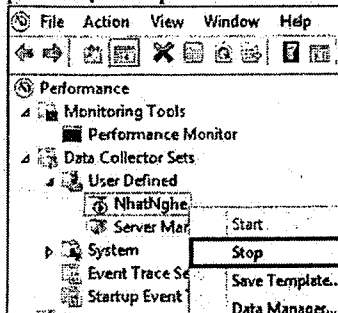 File Action View Window Help
Performance
Monitoring Tools
Performance Monitor
Data Collector Sets
User Defined
NhatNghe
Server Mar
Start
System
Stop
Event Trace Se
Save Template...
Startup Event
Data Manager...